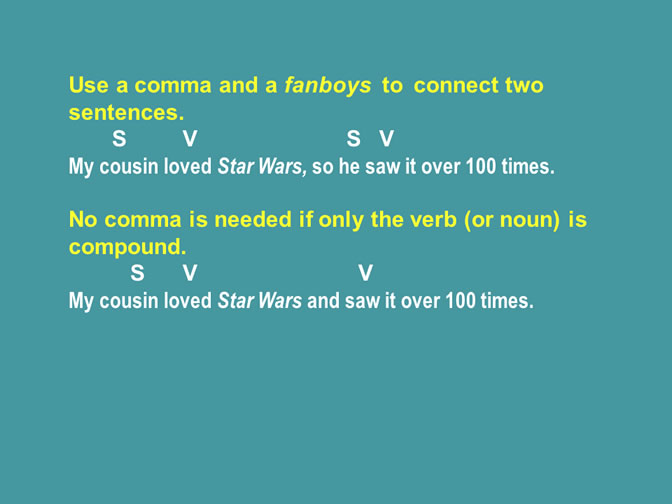 Use a comma and a fanboys to connect two
sentences.
S V S V
My cousin loved Star Wars, so he saw it over 100 times.
No comma is needed if only the verb (or noun) is
compound.
S V V
My cousin loved Star Wars and saw it over 100 times.